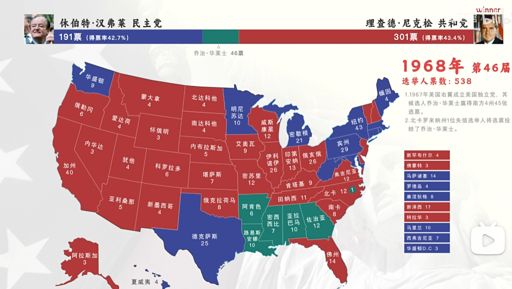 休伯特·汉弗莱 民主党
理查德·尼克松 共和党
winner
191票 (得票率42.7%)
301票 (得票率43.4%)
乔治·华莱士 46票
1968年 第46届
选举人票数: 538
1.1967年美国右翼成立美国独立党，其
候选人乔治·华莱士赢得南方4州45张
选票。
2.北卡罗来纳州1位失信选举人将选票投
给了乔治·华莱士。
华盛顿 9
俄勒冈 6
加州 40
内华达 3
爱达荷 4
蒙大拿 4
怀俄明 3
犹他 4
亚利桑那 5
科罗拉多 6
新墨西哥 4
北达科他 4
南达科他 4
内布拉斯加 5
堪萨斯 7
俄克拉荷马 8
德克萨斯 25
明尼苏达 10
艾奥瓦 9
密苏里 12
阿肯色 6
路易斯安那 10
威斯康星 12
伊利诺伊 26
密歇根 21
印第安纳 13
俄亥俄 26
肯塔基 9
田纳西 11
密西西比 7
亚拉巴马 10
佐治亚 12
佛州 14
南卡 8
北卡 12
1
弗吉尼亚 12
宾州 29
纽约 43
缅因 4
阿拉斯加 3
夏威夷 4
新罕布什尔 4
佛蒙特 3
马萨诸塞 14
罗德岛 4
康涅狄格 8
新泽西 17
特拉华 3
马里兰 10
西弗吉尼亚 7
华盛顿D.C 3